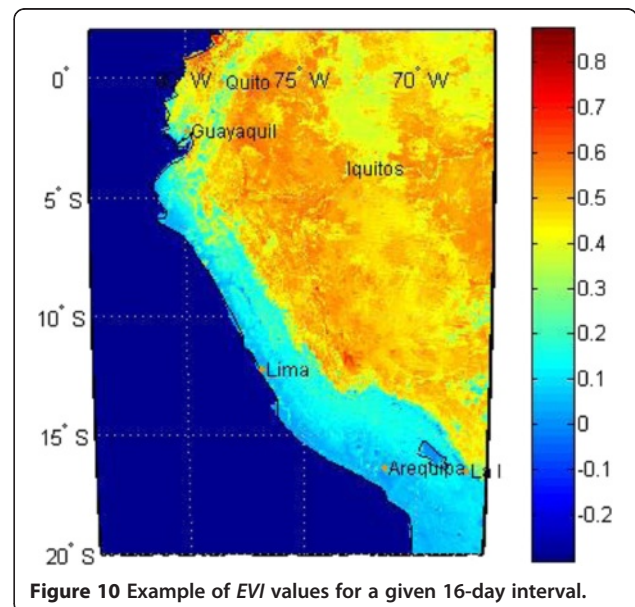 0° W Quito 75° W 70° W
0°
Guayaquil
Iquitos
5° S
10° S
Lima
15° S
Arequipa La
20° S
0.8
0.7
0.6
0.5
0.4
0.3
0.2
0.1
0
-0.1
-0.2
Figure 10 Example of EVI values for a given 16-day interval.